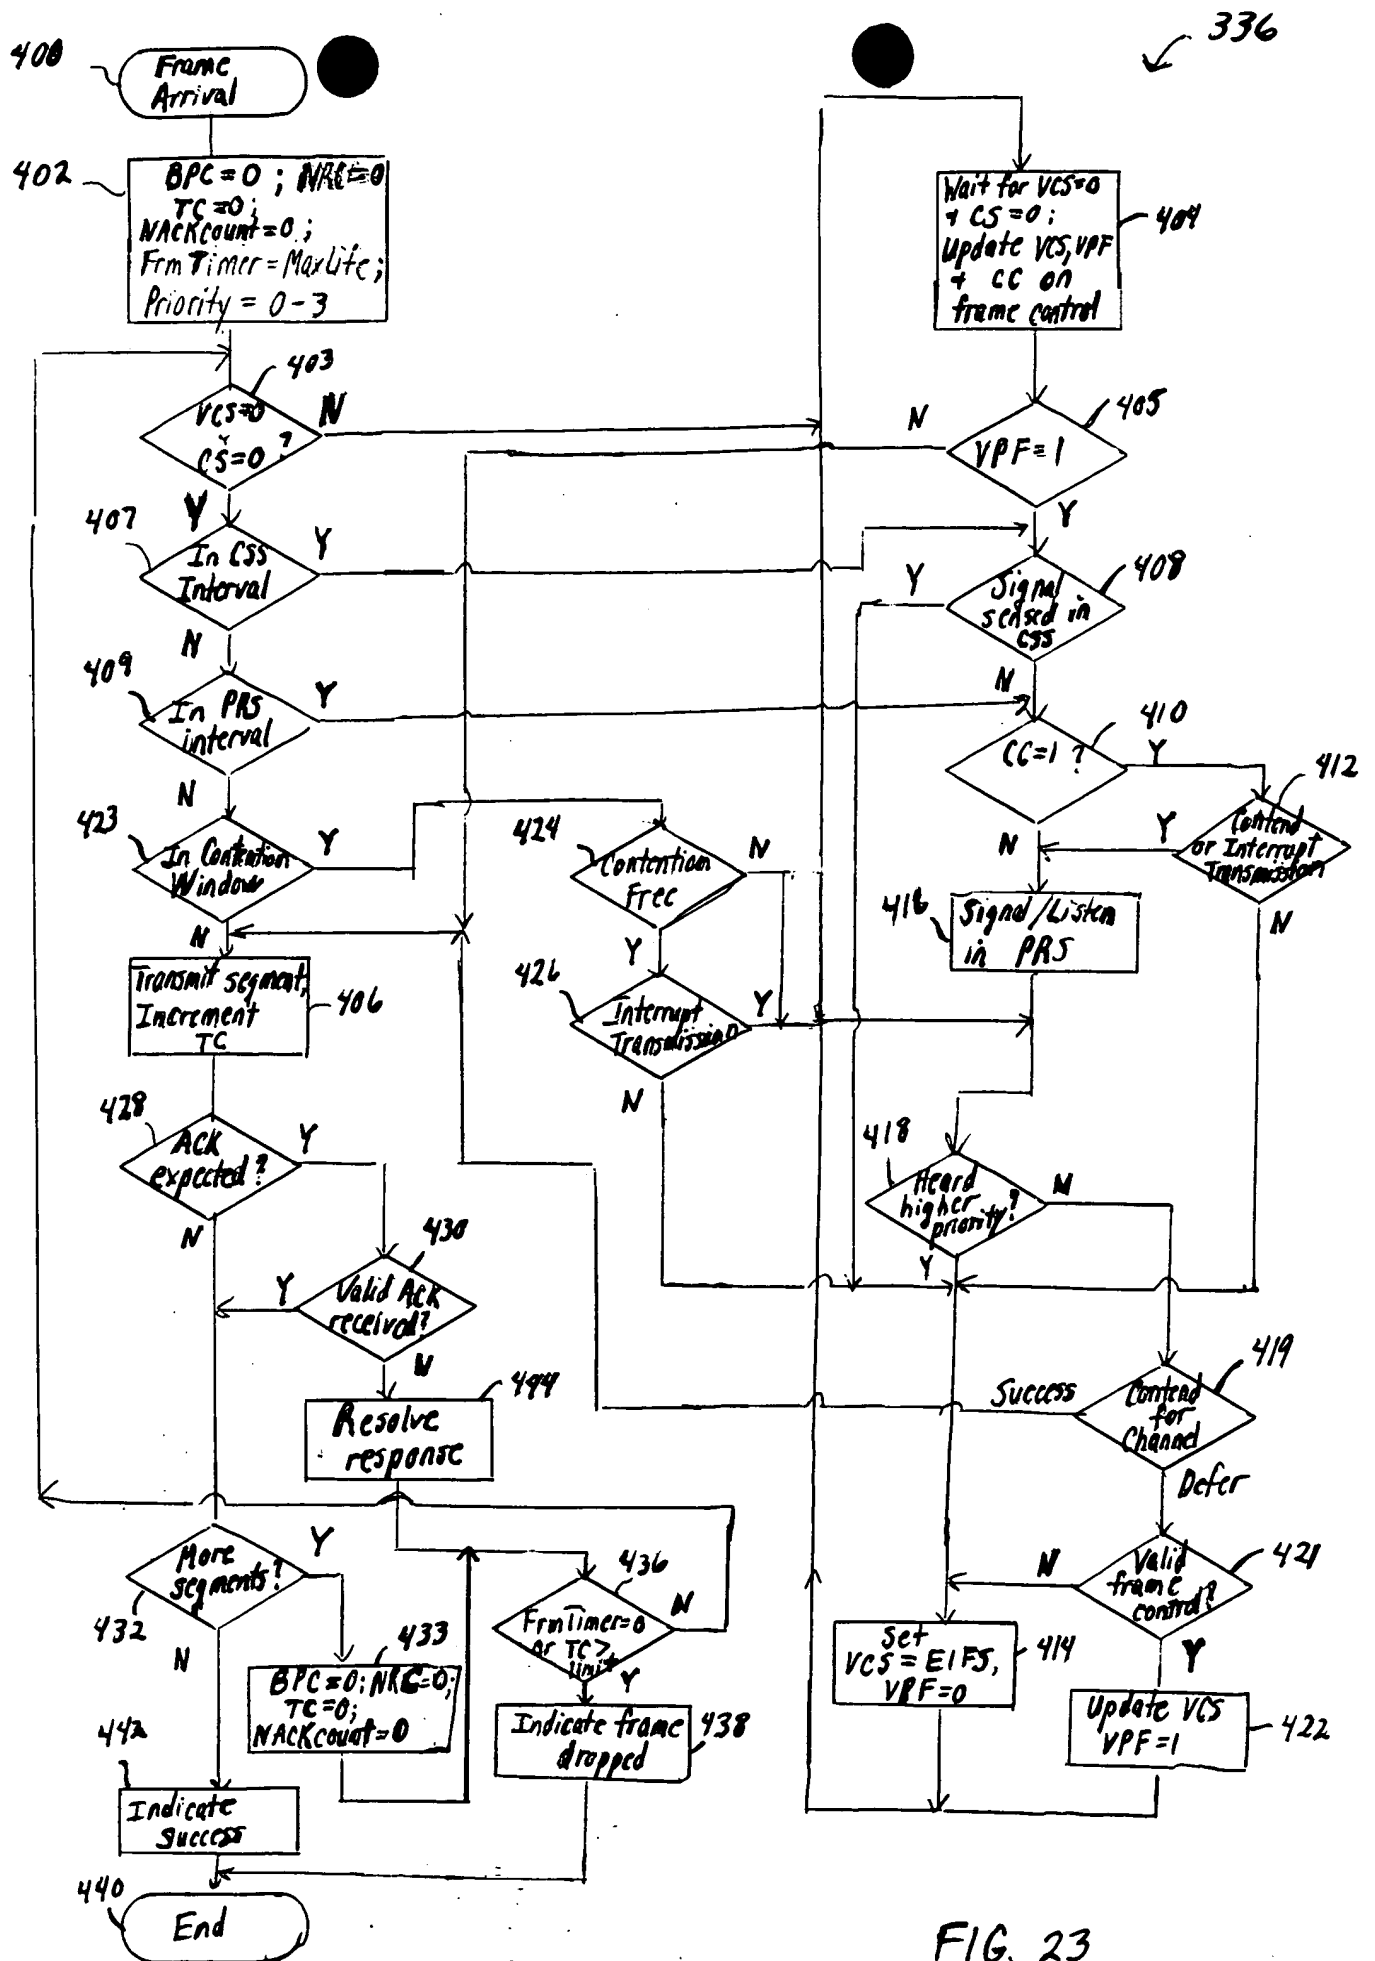 336
400
Frame
Arrival
402
BPC=0 ; NRC=0
TC=0;
NACKcount=0;
Frm Timer = MaxLife;
Priority = 0-3
Wait for VCS=0
+ CS=0;
Update VCS, VPF
+ CC on
frame control
404
403
VCS=0
CS=0 ?
N
Y
405
VPF=1
N
Y
407
In CSS
Interval
Y
N
408
Signal
sensed in
CSS
Y
N
409
In PRS
interval
Y
N
410
CC=1 ?
Y
N
412
Contend
or Interrupt
Transmission
Y
N
423
In Contention
Window
Y
N
424
Contention
Free
N
Y
416
Signal/Listen
in PRS
Transmit segment,
Increment
TC
406
426
Interrupt
Transmission
Y
N
428
ACK
expected?
Y
N
418
Heard
higher
priority?
N
Y
430
Valid ACK
received?
Y
N
444
Resolve
response
419
Contend
for
Channel
Success
Defer
More
segments?
432
Y
N
436
FrmTimer=0
or TC >
limit
N
Y
421
Valid
frame
control?
N
Y
433
BPC=0; NRC=0;
TC=0;
NACKcount=0
Set
VCS = EIFS,
VPF=0
414
Indicate frame
dropped
438
Update VCS
VPF=1
422
442
Indicate
success
440
End
FIG. 23